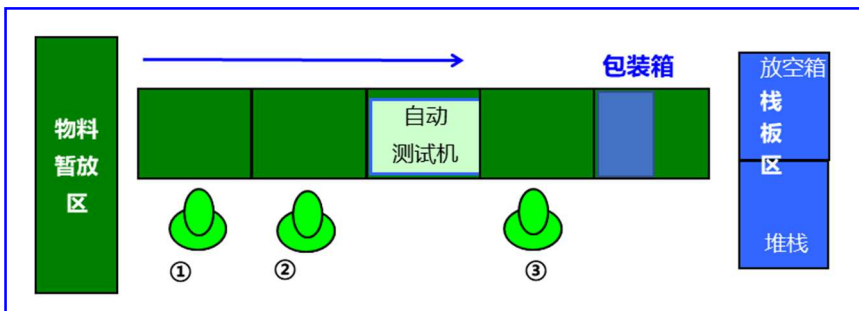 物料
暂放
区
自动
测试机
包装箱
放空箱
栈
板
区
堆栈
①
②
③